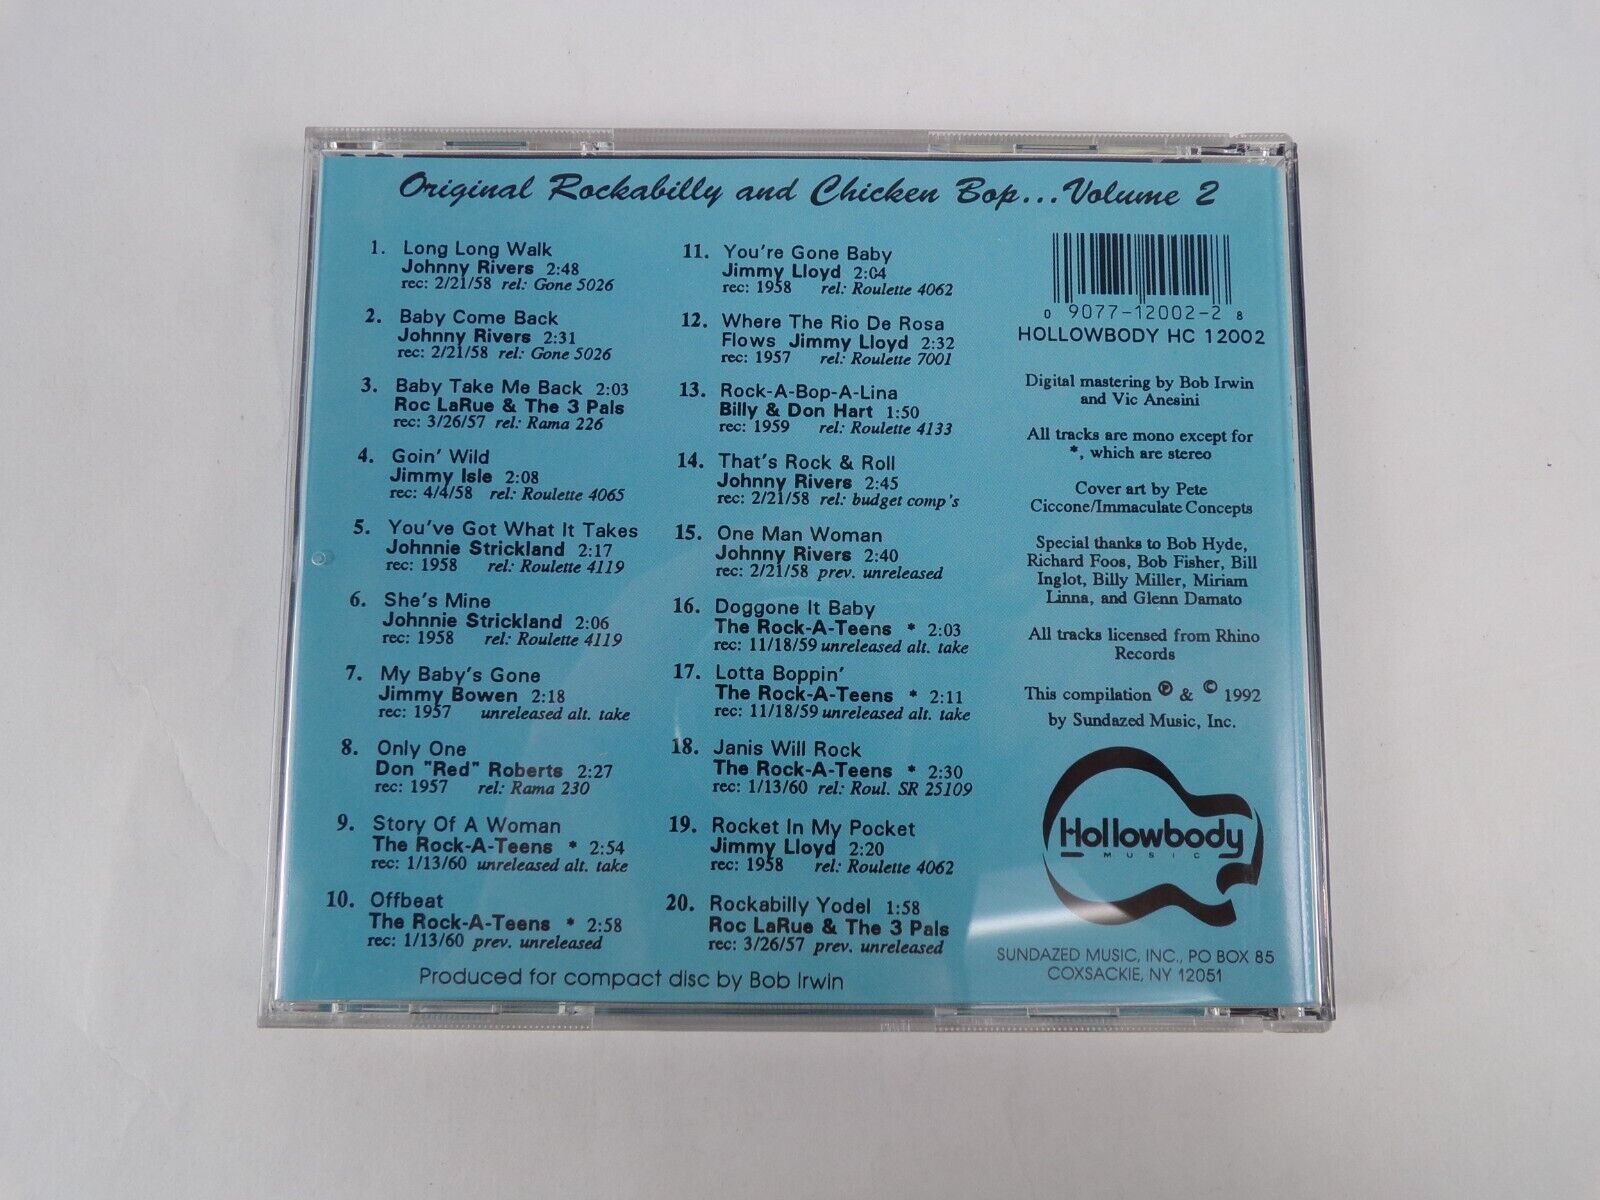 Original Rockabilly and Chicken Bop...Volume 2
1. Long Long Walk
Johnny Rivers 2:48
rec: 2/21/58 rel: Gone 5026
2. Baby Come Back
Johnny Rivers 2:31
rec: 2/21/58 rel: Gone 5026
3. Baby Take Me Back 2:03
Roc LaRue & The 3 Pals
rec: 3/26/57 rel: Rama 226
4. Goin' Wild
Jimmy Isle 2:08
rec: 4/4/58 rel: Roulette 4065
5. You've Got What It Takes
Johnnie Strickland 2:17
rec: 1958 rel: Roulette 4119
6. She's Mine
Johnnie Strickland 2:06
rec: 1958 rel: Roulette 4119
7. My Baby's Gone
Jimmy Bowen 2:18
rec: 1957 unreleased alt. take
8. Only One
Don "Red" Roberts 2:27
rec: 1957 rel: Rama 230
9. Story Of A Woman
The Rock-A-Teens * 2:54
rec: 1/13/60 unreleased alt. take
10. Offbeat
The Rock-A-Teens * 2:58
rec: 1/13/60 prev. unreleased
11. You're Gone Baby
Jimmy Lloyd 2:04
rec: 1958 rel: Roulette 4062
12. Where The Rio De Rosa
Flows Jimmy Lloyd 2:32
rec: 1957 rel: Roulette 7001
13. Rock-A-Bop-A-Lina
Billy & Don Hart 1:50
rec: 1959 rel: Roulette 4133
14. That's Rock & Roll
Johnny Rivers 2:45
rec: 2/21/58 rel: budget comp's
15. One Man Woman
Johnny Rivers 2:40
rec: 2/21/58 prev. unreleased
16. Doggone It Baby
The Rock-A-Teens * 2:03
rec: 11/18/59 unreleased alt. take
17. Lotta Boppin'
The Rock-A-Teens * 2:11
rec: 11/18/59 unreleased alt. take
18. Janis Will Rock
The Rock-A-Teens * 2:30
rec: 1/13/60 rel: Roul. SR 25109
19. Rocket In My Pocket
Jimmy Lloyd 2:20
rec: 1958 rel: Roulette 4062
20. Rockabilly Yodel 1:58
Roc LaRue & The 3 Pals
rec: 3/26/57 prev. unreleased
Produced for compact disc by Bob Irwin
0 9077-12002-2 8
HOLLOWBODY HC 12002
Digital mastering by Bob Irwin
and Vic Anesini
All tracks are mono except for
*, which are stereo
Cover art by Pete
Ciccone/Immaculate Concepts
Special thanks to Bob Hyde,
Richard Foos, Bob Fisher, Bill
Inglot, Billy Miller, Miriam
Linna, and Glenn Damato
All tracks licensed from Rhino
Records
This compilation ℗ & © 1992
by Sundazed Music, Inc.
Hollowbody
MUSIC
SUNDAZED MUSIC, INC., PO BOX 85
COXSACKIE, NY 12051